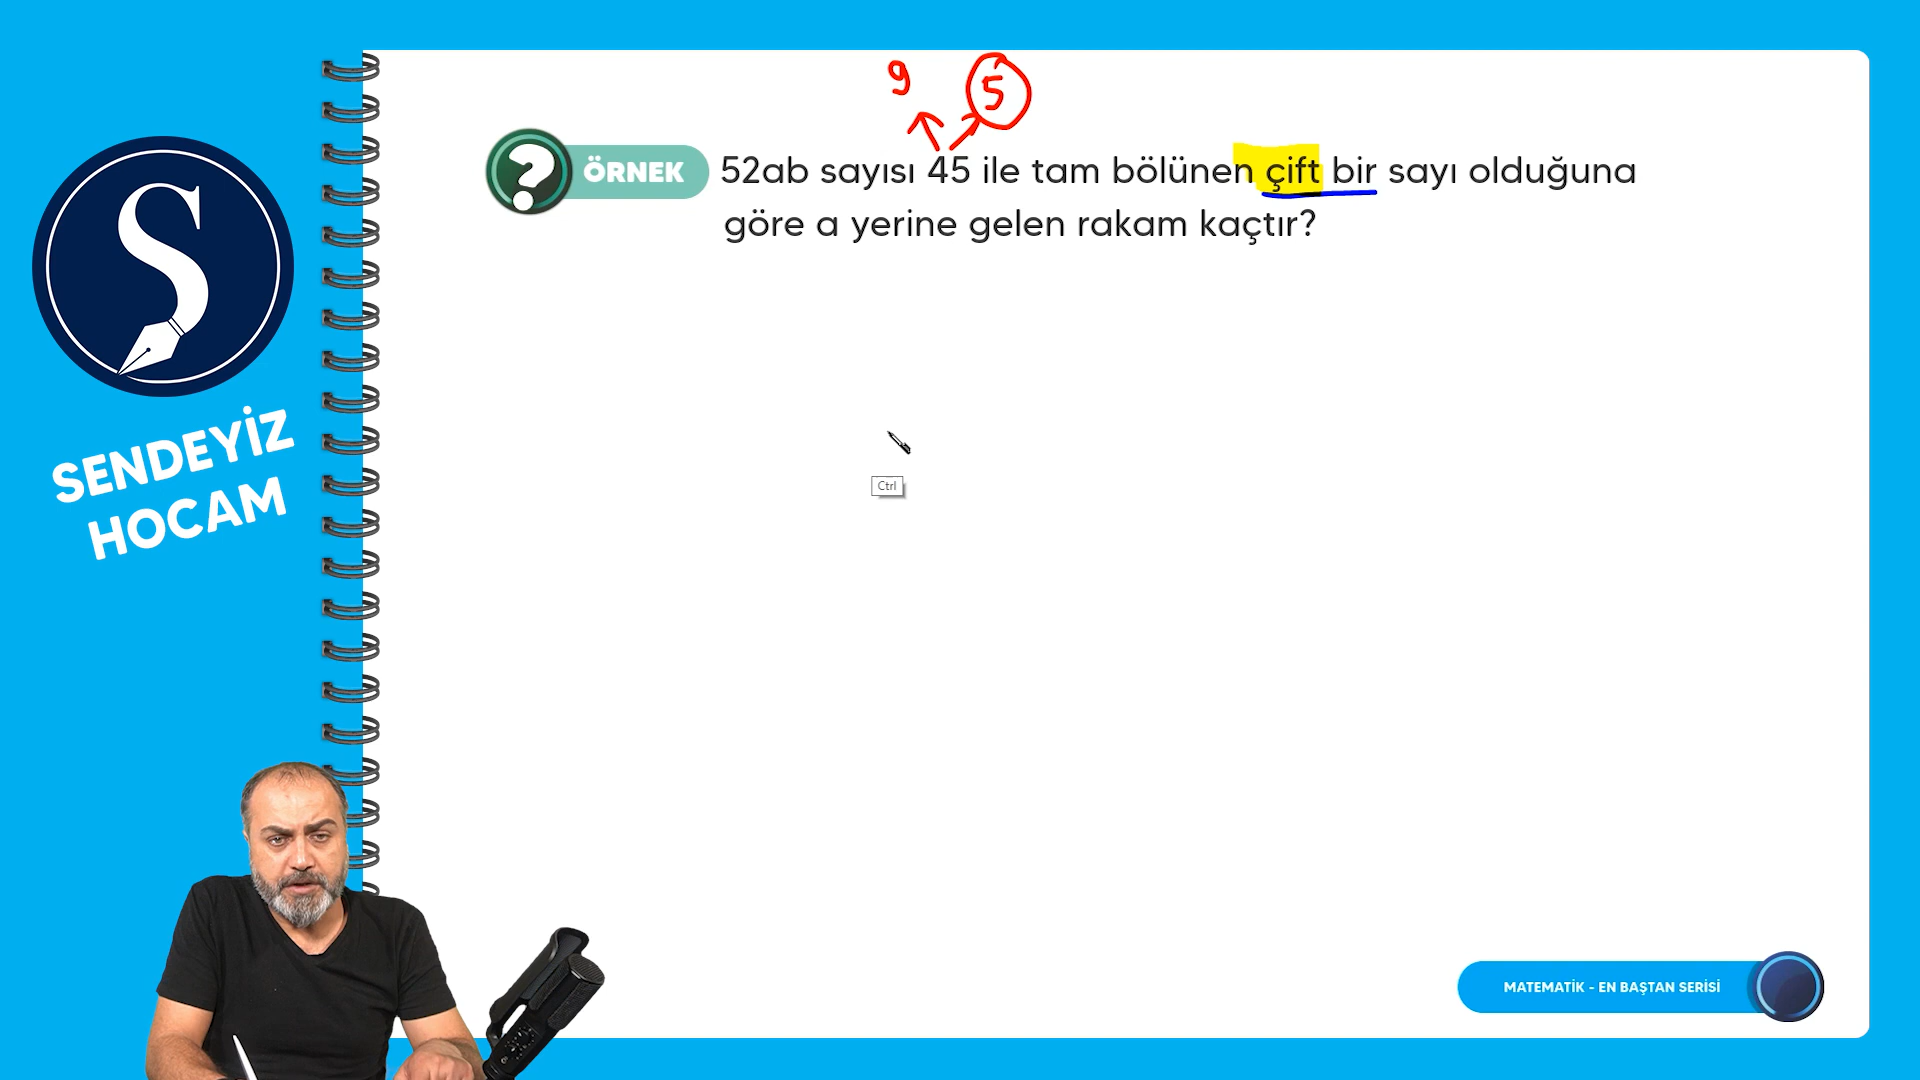 9 5
ÖRNEK 52ab sayısı 45 ile tam bölünen çift bir sayı olduğuna
göre a yerine gelen rakam kaçtır?
S
SENDEYİZ
HOCAM
Ctrl
MATEMATİK - EN BAŞTAN SERİSİ